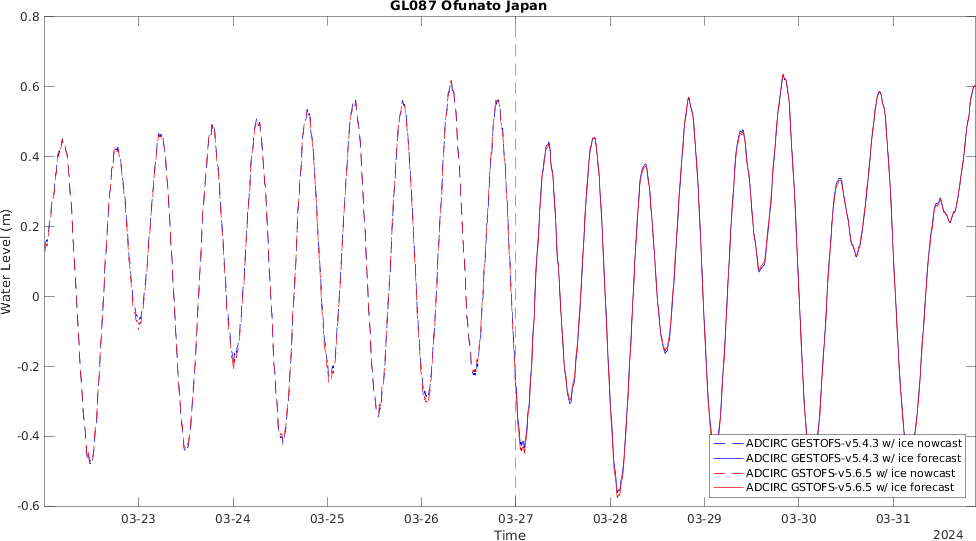 GL087 Ofunato Japan
0.8
0.6
0.4
0.2
0
-0.2
-0.4
-0.6
Water Level (m)
ADCIRC GESTOFS-v5.4.3 w/ ice nowcast
ADCIRC GESTOFS-v5.4.3 w/ ice forecast
ADCIRC GSTOFS-v5.6.5 w/ ice nowcast
ADCIRC GSTOFS-v5.6.5 w/ ice forecast
03-23 03-24 03-25 03-26 03-27 03-28 03-29 03-30 03-31
Time
2024